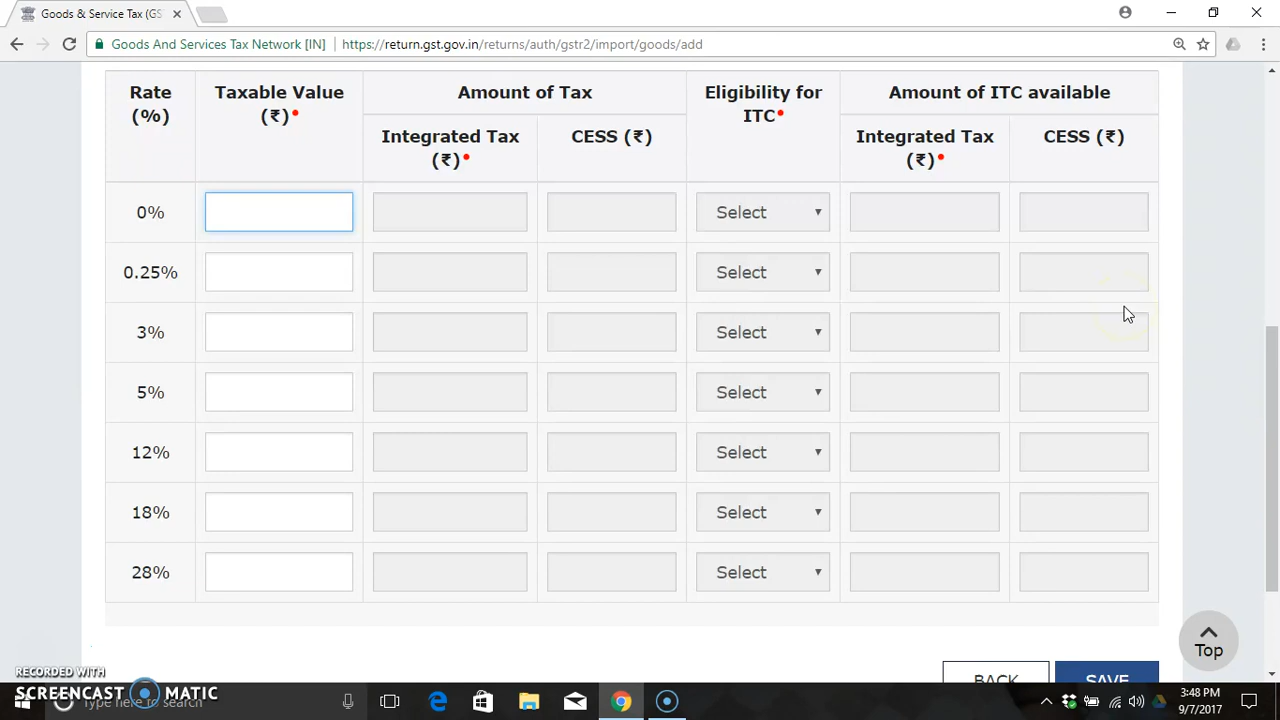 Goods & Service Tax (GS
Goods And Services Tax Network [IN] https://return.gst.gov.in/returns/auth/gstr2/import/goods/add
Rate (%) Taxable Value (₹)• Amount of Tax Eligibility for ITC• Amount of ITC available
Integrated Tax (₹)• CESS (₹) Integrated Tax (₹)• CESS (₹)
0% Select
0.25% Select
3% Select
5% Select
12% Select
18% Select
28% Select
Top
BACK SAVE
RECORDED WITH
SCREENCAST MATIC
Type here to search
3:48 PM
9/7/2017